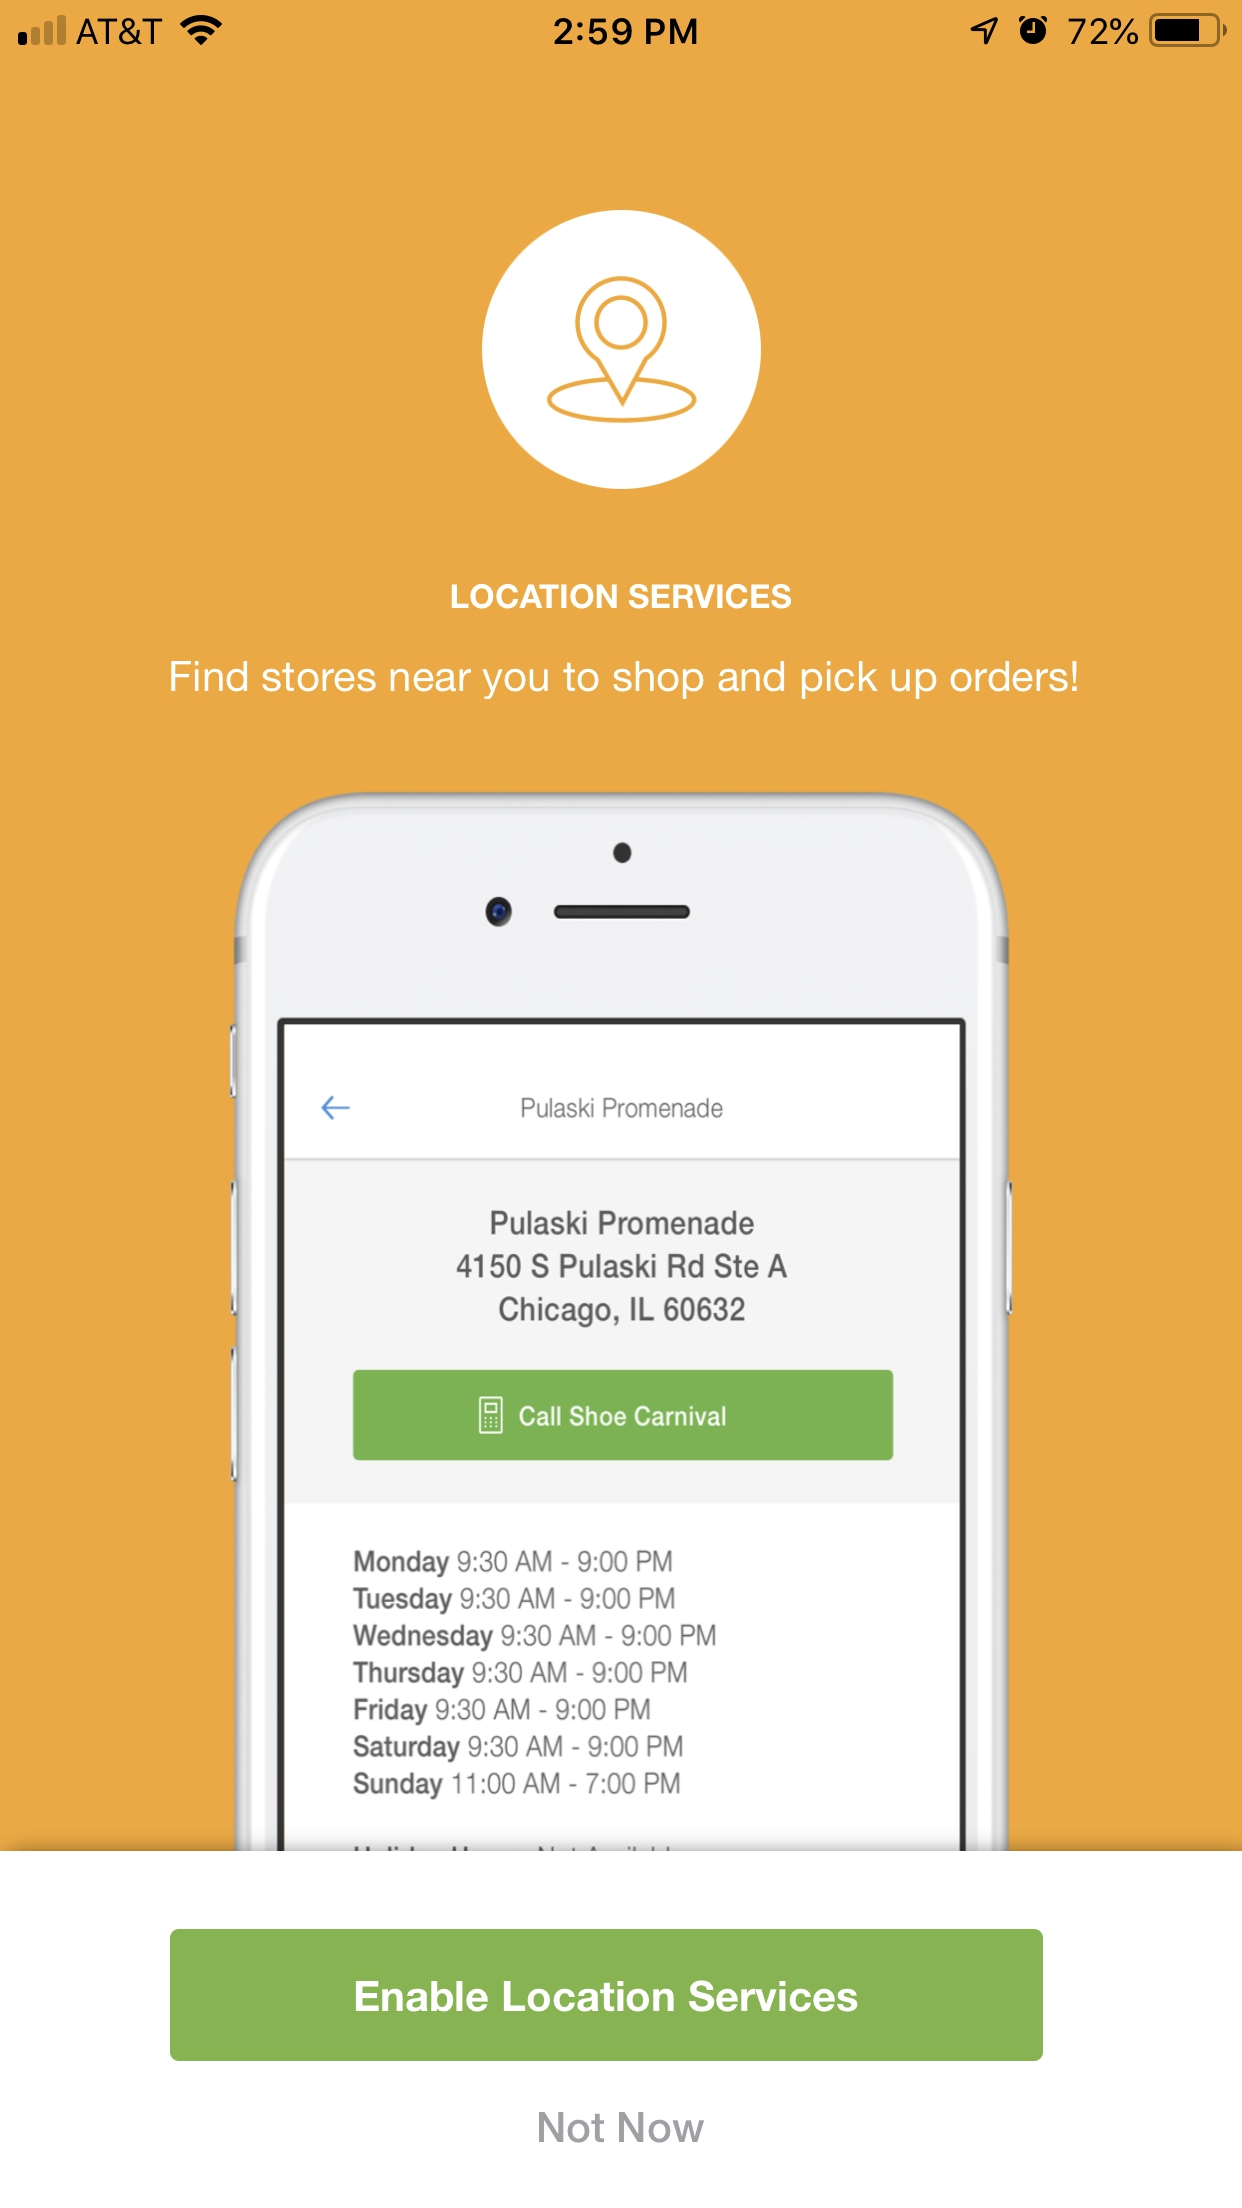 AT&T 2:59 PM 72%
LOCATION SERVICES
Find stores near you to shop and pick up orders!
Pulaski Promenade
Pulaski Promenade
4150 S Pulaski Rd Ste A
Chicago, IL 60632
Call Shoe Carnival
Monday 9:30 AM - 9:00 PM
Tuesday 9:30 AM - 9:00 PM
Wednesday 9:30 AM - 9:00 PM
Thursday 9:30 AM - 9:00 PM
Friday 9:30 AM - 9:00 PM
Saturday 9:30 AM - 9:00 PM
Sunday 11:00 AM - 7:00 PM
Enable Location Services
Not Now